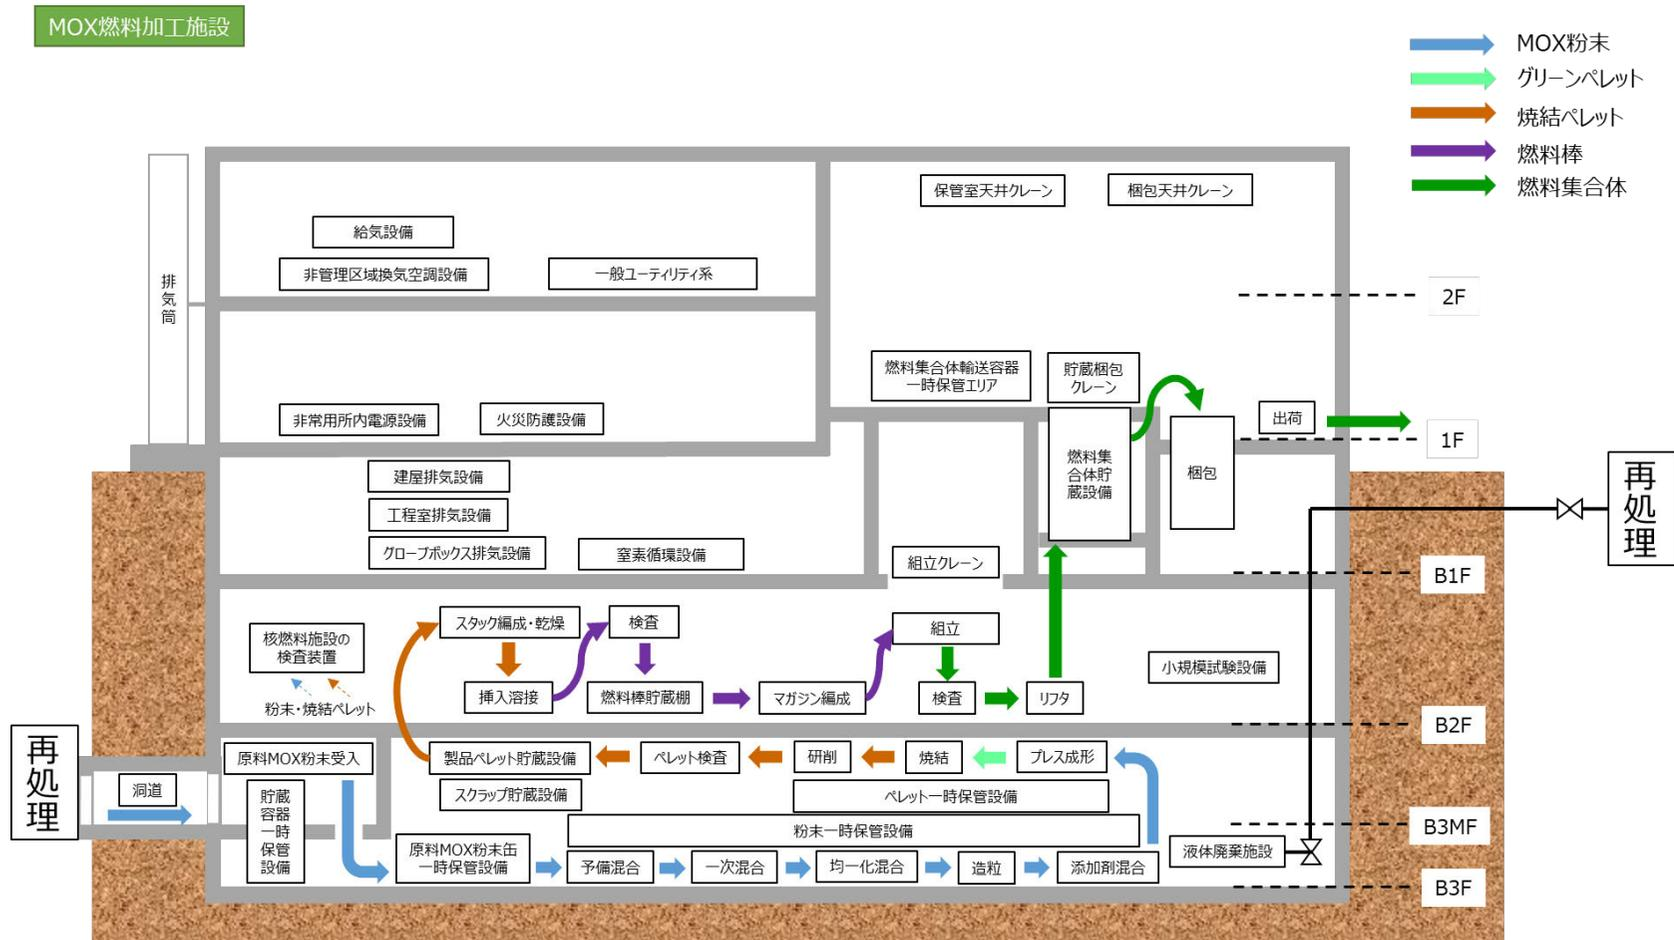 MOX燃料加工施設
MOX粉末
グリーンペレット
焼結ペレット
燃料棒
燃料集合体
排気筒
給気設備
非管理区域換気空調設備
一般ユーティリティ系
保管室天井クレーン
梱包天井クレーン
2F
非常用所内電源設備
火災防護設備
燃料集合体輸送容器
一時保管エリア
貯蔵梱包
クレーン
出荷
1F
建屋排気設備
工程室排気設備
グローブボックス排気設備
窒素循環設備
組立クレーン
燃料集
合体貯
蔵設備
梱包
再処理
B1F
核燃料施設の
検査装置
粉末・焼結ペレット
スタック編成・乾燥
検査
挿入溶接
燃料棒貯蔵棚
マガジン編成
組立
検査
リフタ
小規模試験設備
B2F
再処理
洞道
原料MOX粉末受入
貯蔵
容器
一時
保管
設備
製品ペレット貯蔵設備
ペレット検査
研削
焼結
プレス成形
スクラップ貯蔵設備
ペレット一時保管設備
粉末一時保管設備
B3MF
原料MOX粉末缶
一時保管設備
予備混合
一次混合
均一化混合
造粒
添加剤混合
液体廃棄施設
B3F